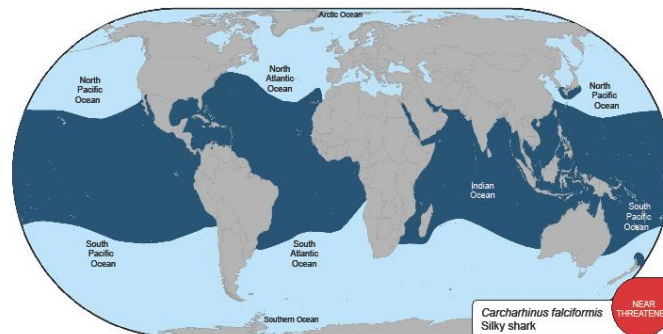 Arctic Ocean
North
Pacific
Ocean
North
Atlantic
Ocean
North
Pacific
Ocean
Indian
Ocean
South
Pacific
Ocean
South
Pacific
Ocean
South
Atlantic
Ocean
Southern Ocean
Carcharhinus falciformis
Silky shark
NEAR
THREATENE